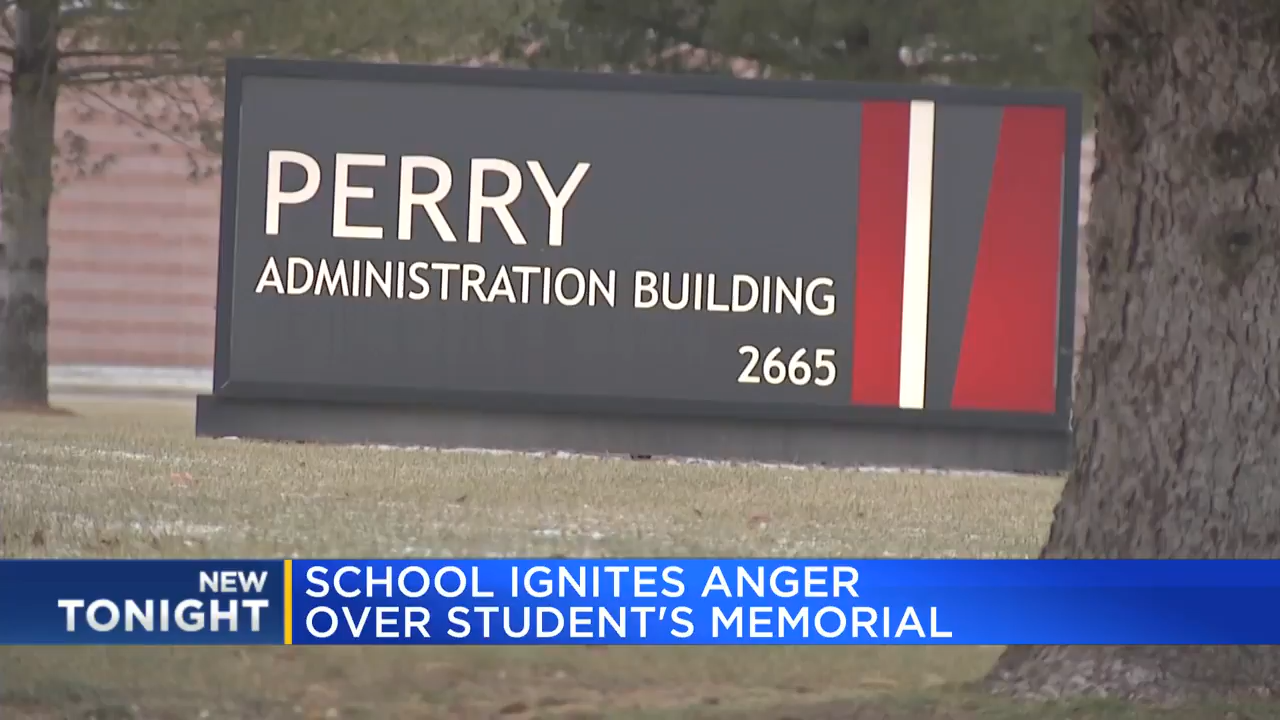 PERRY
ADMINISTRATION BUILDING
2665
NEW
TONIGHT
SCHOOL IGNITES ANGER
OVER STUDENT'S MEMORIAL